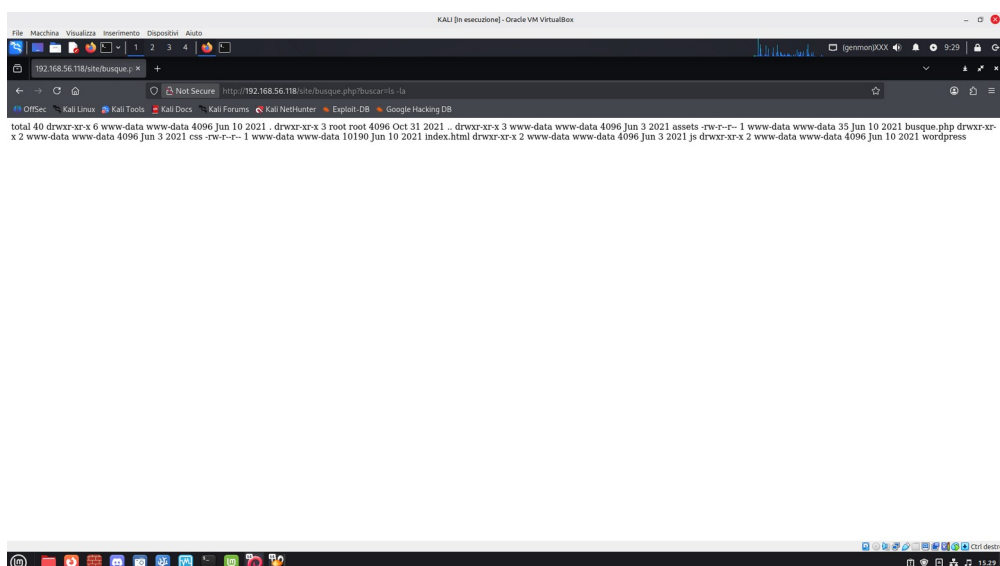 KALI [In esecuzione] - Oracle VM VirtualBox
File Macchina Visualizza Inserimento Dispositivi Aiuto
1 2 3 4 (genmon)XXX 9:29
192.168.56.118/site/busque.p
Not Secure http://192.168.56.118/site/busque.php?buscar=ls -la
OffSec Kali Linux Kali Tools Kali Docs Kali Forums Kali NetHunter Exploit-DB Google Hacking DB
total 40 drwxr-xr-x 6 www-data www-data 4096 Jun 10 2021 . drwxr-xr-x 3 root root 4096 Oct 31 2021 .. drwxr-xr-x 3 www-data www-data 4096 Jun 3 2021 assets -rw-r--r-- 1 www-data www-data 35 Jun 10 2021 busque.php drwxr-xr-
x 2 www-data www-data 4096 Jun 3 2021 css -rw-r--r-- 1 www-data www-data 10190 Jun 10 2021 index.html drwxr-xr-x 2 www-data www-data 4096 Jun 3 2021 js drwxr-xr-x 2 www-data www-data 4096 Jun 10 2021 wordpress
Ctrl destr
15.29